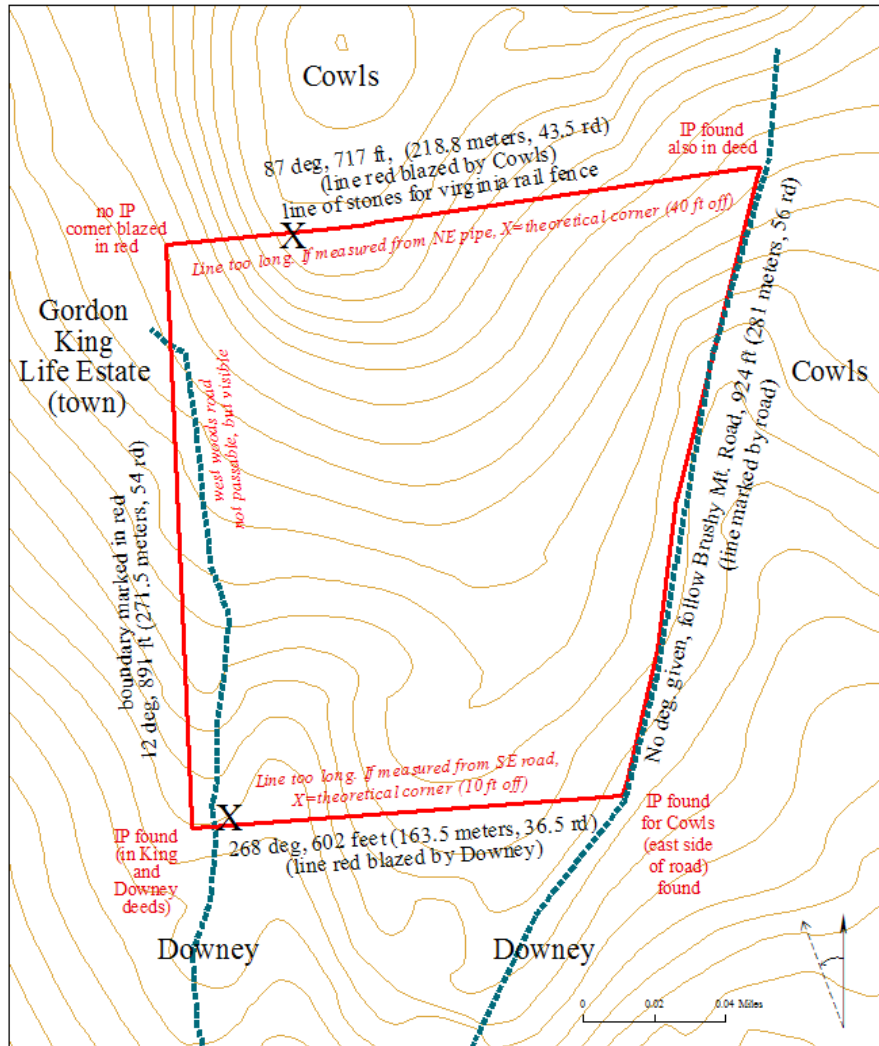 Cowls
87 deg, 717 ft, (218.8 meters, 43.5 rd)
(line red blazed by Cowls)
line of stones for virginia rail fence
IP found
also in deed
no IP
corner blazed
in red
X
Line too long. If measured from NE pipe, X=theoretical corner (40 ft off)
Gordon
King
Life Estate
(town)
west woods road
not passable, but visible
Cowls
No deg. given, follow Brushy Mt. Road, 924 ft (281 meters, 56 rd)
(line marked by road)
boundary marked in red
12 deg, 891 ft (271.5 meters, 54 rd)
Line too long. If measured from SE road,
X=theoretical corner (10 ft off)
X
268 deg, 602 feet (163.5 meters, 36.5 rd)
(line red blazed by Downey)
IP found
(in King
and
Downey
deeds)
IP found
for Cowls
(east side
of road)
found
Downey
Downey
0 0.02 0.04 Miles